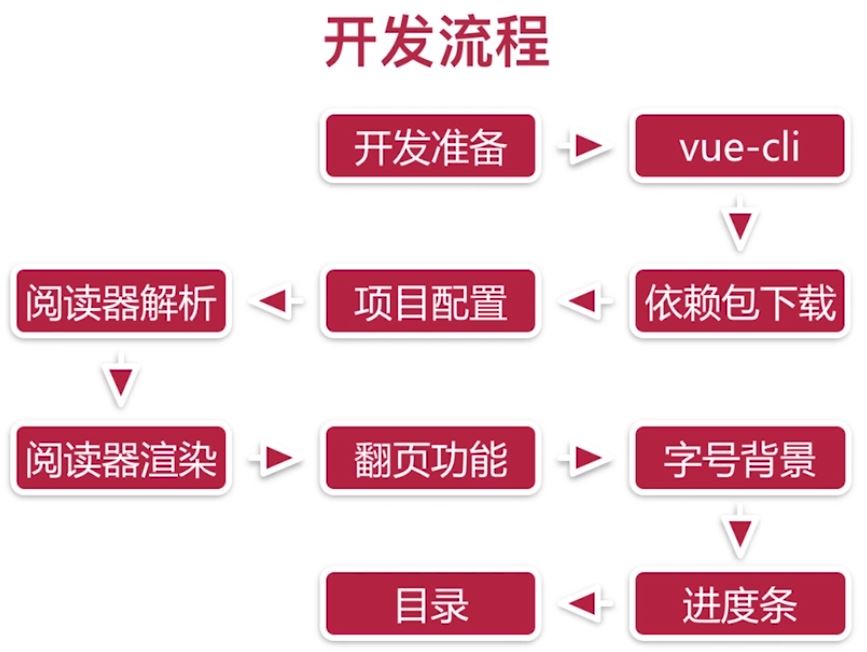 开发流程
开发准备
vue-cli
依赖包下载
项目配置
阅读器解析
阅读器渲染
翻页功能
字号背景
进度条
目录